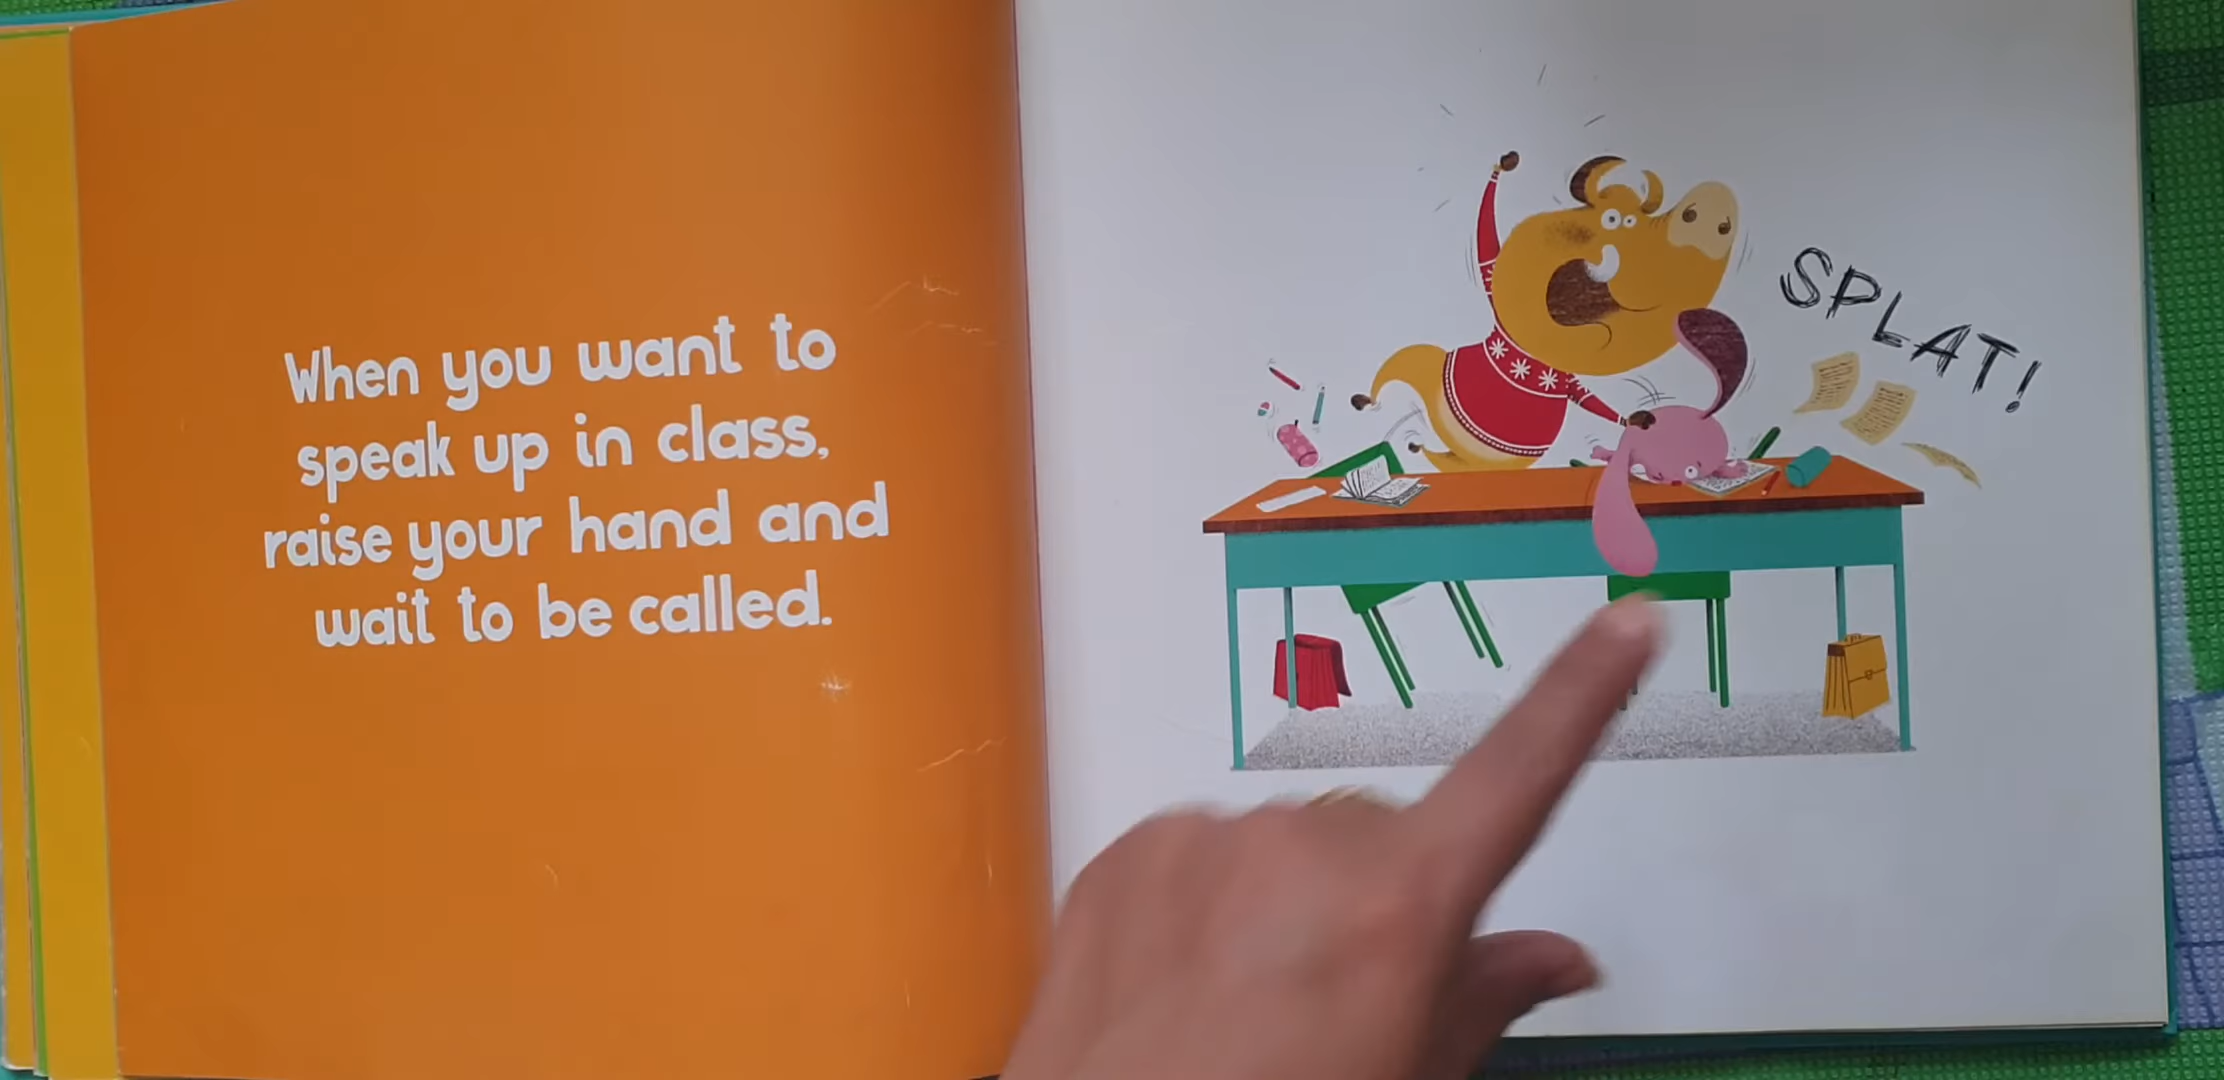 When you want to
speak up in class,
raise your hand and
wait to be called.
SPLAT!